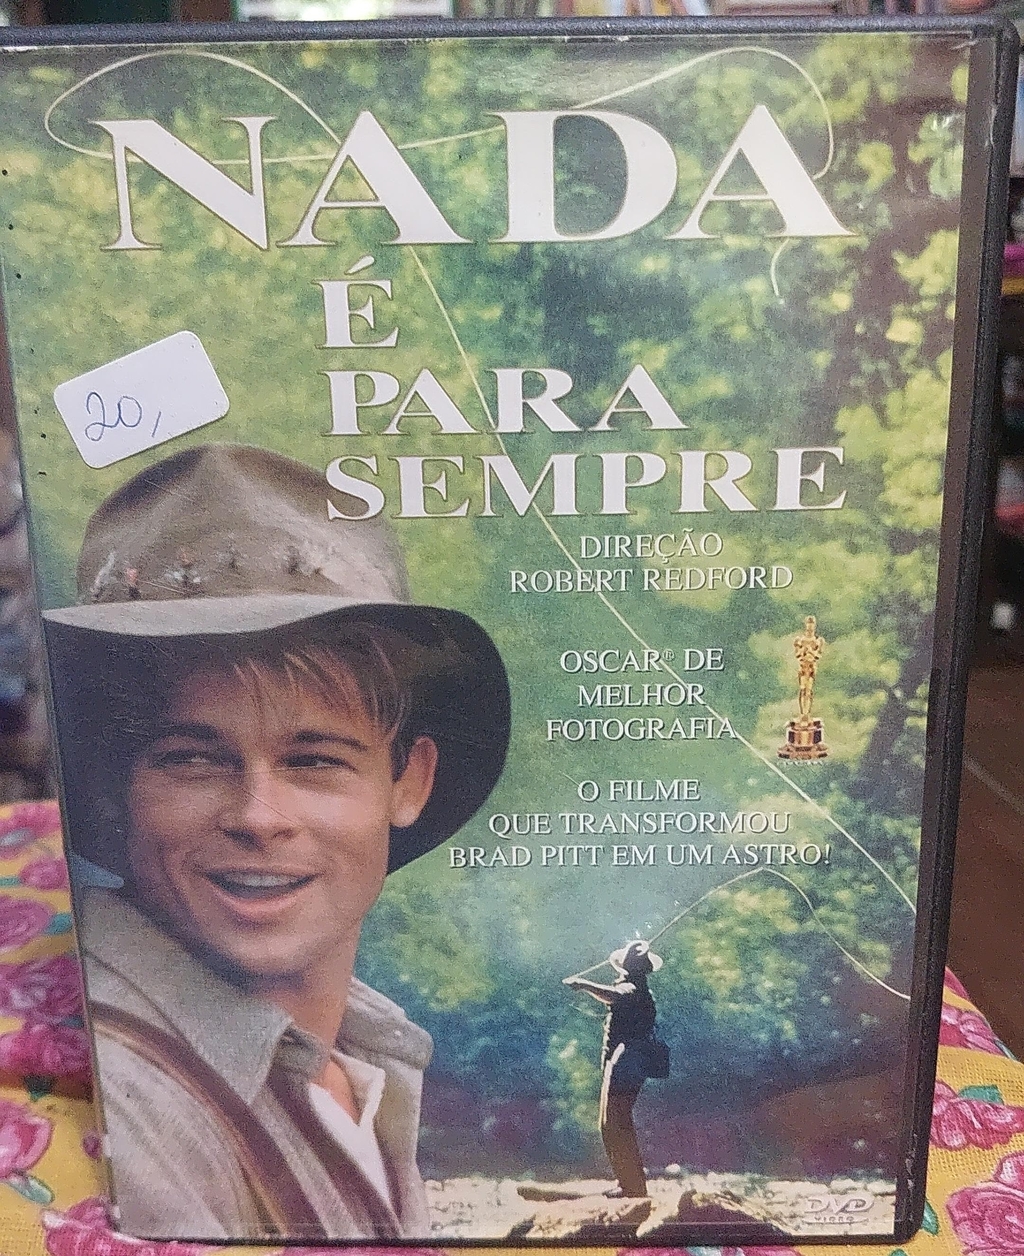 NADA
É
PARA
SEMPRE
20,
DIREÇÃO
ROBERT REDFORD
OSCAR® DE
MELHOR
FOTOGRAFIA
O FILME
QUE TRANSFORMOU
BRAD PITT EM UM ASTRO!
DVD
VIDEO